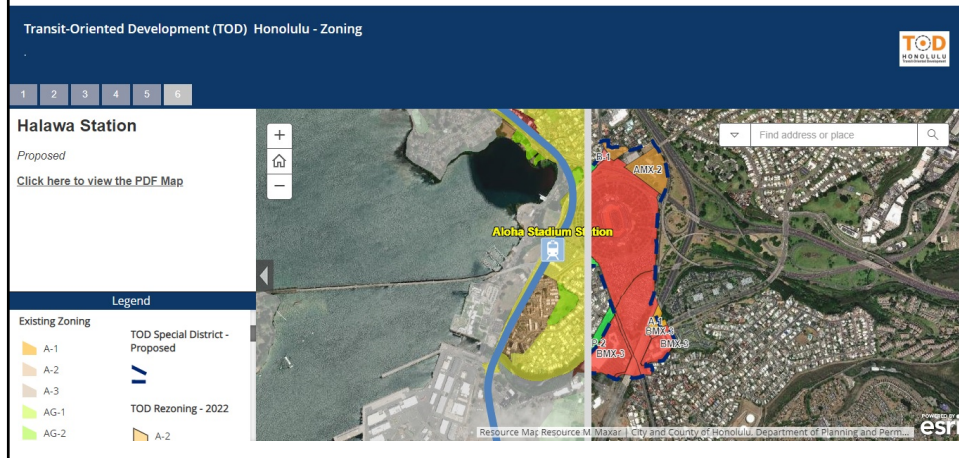 Transit-Oriented Development (TOD) Honolulu - Zoning
.
TOD
HONOLULU
Transit-Oriented Development
1 2 3 4 5 6
Halawa Station
Proposed
Click here to view the PDF Map
Legend
Existing Zoning
A-1
A-2
A-3
AG-1
AG-2
TOD Special District -
Proposed
TOD Rezoning - 2022
A-2
+
−
Find address or place
B-1
AMX-2
Aloha Stadium Station
A-1
BMX-3
BMX-3
P-2
BMX-3
Resource Map Resource M Maxar | City and County of Honolulu. Department of Planning and Perm...
POWERED BY
esri